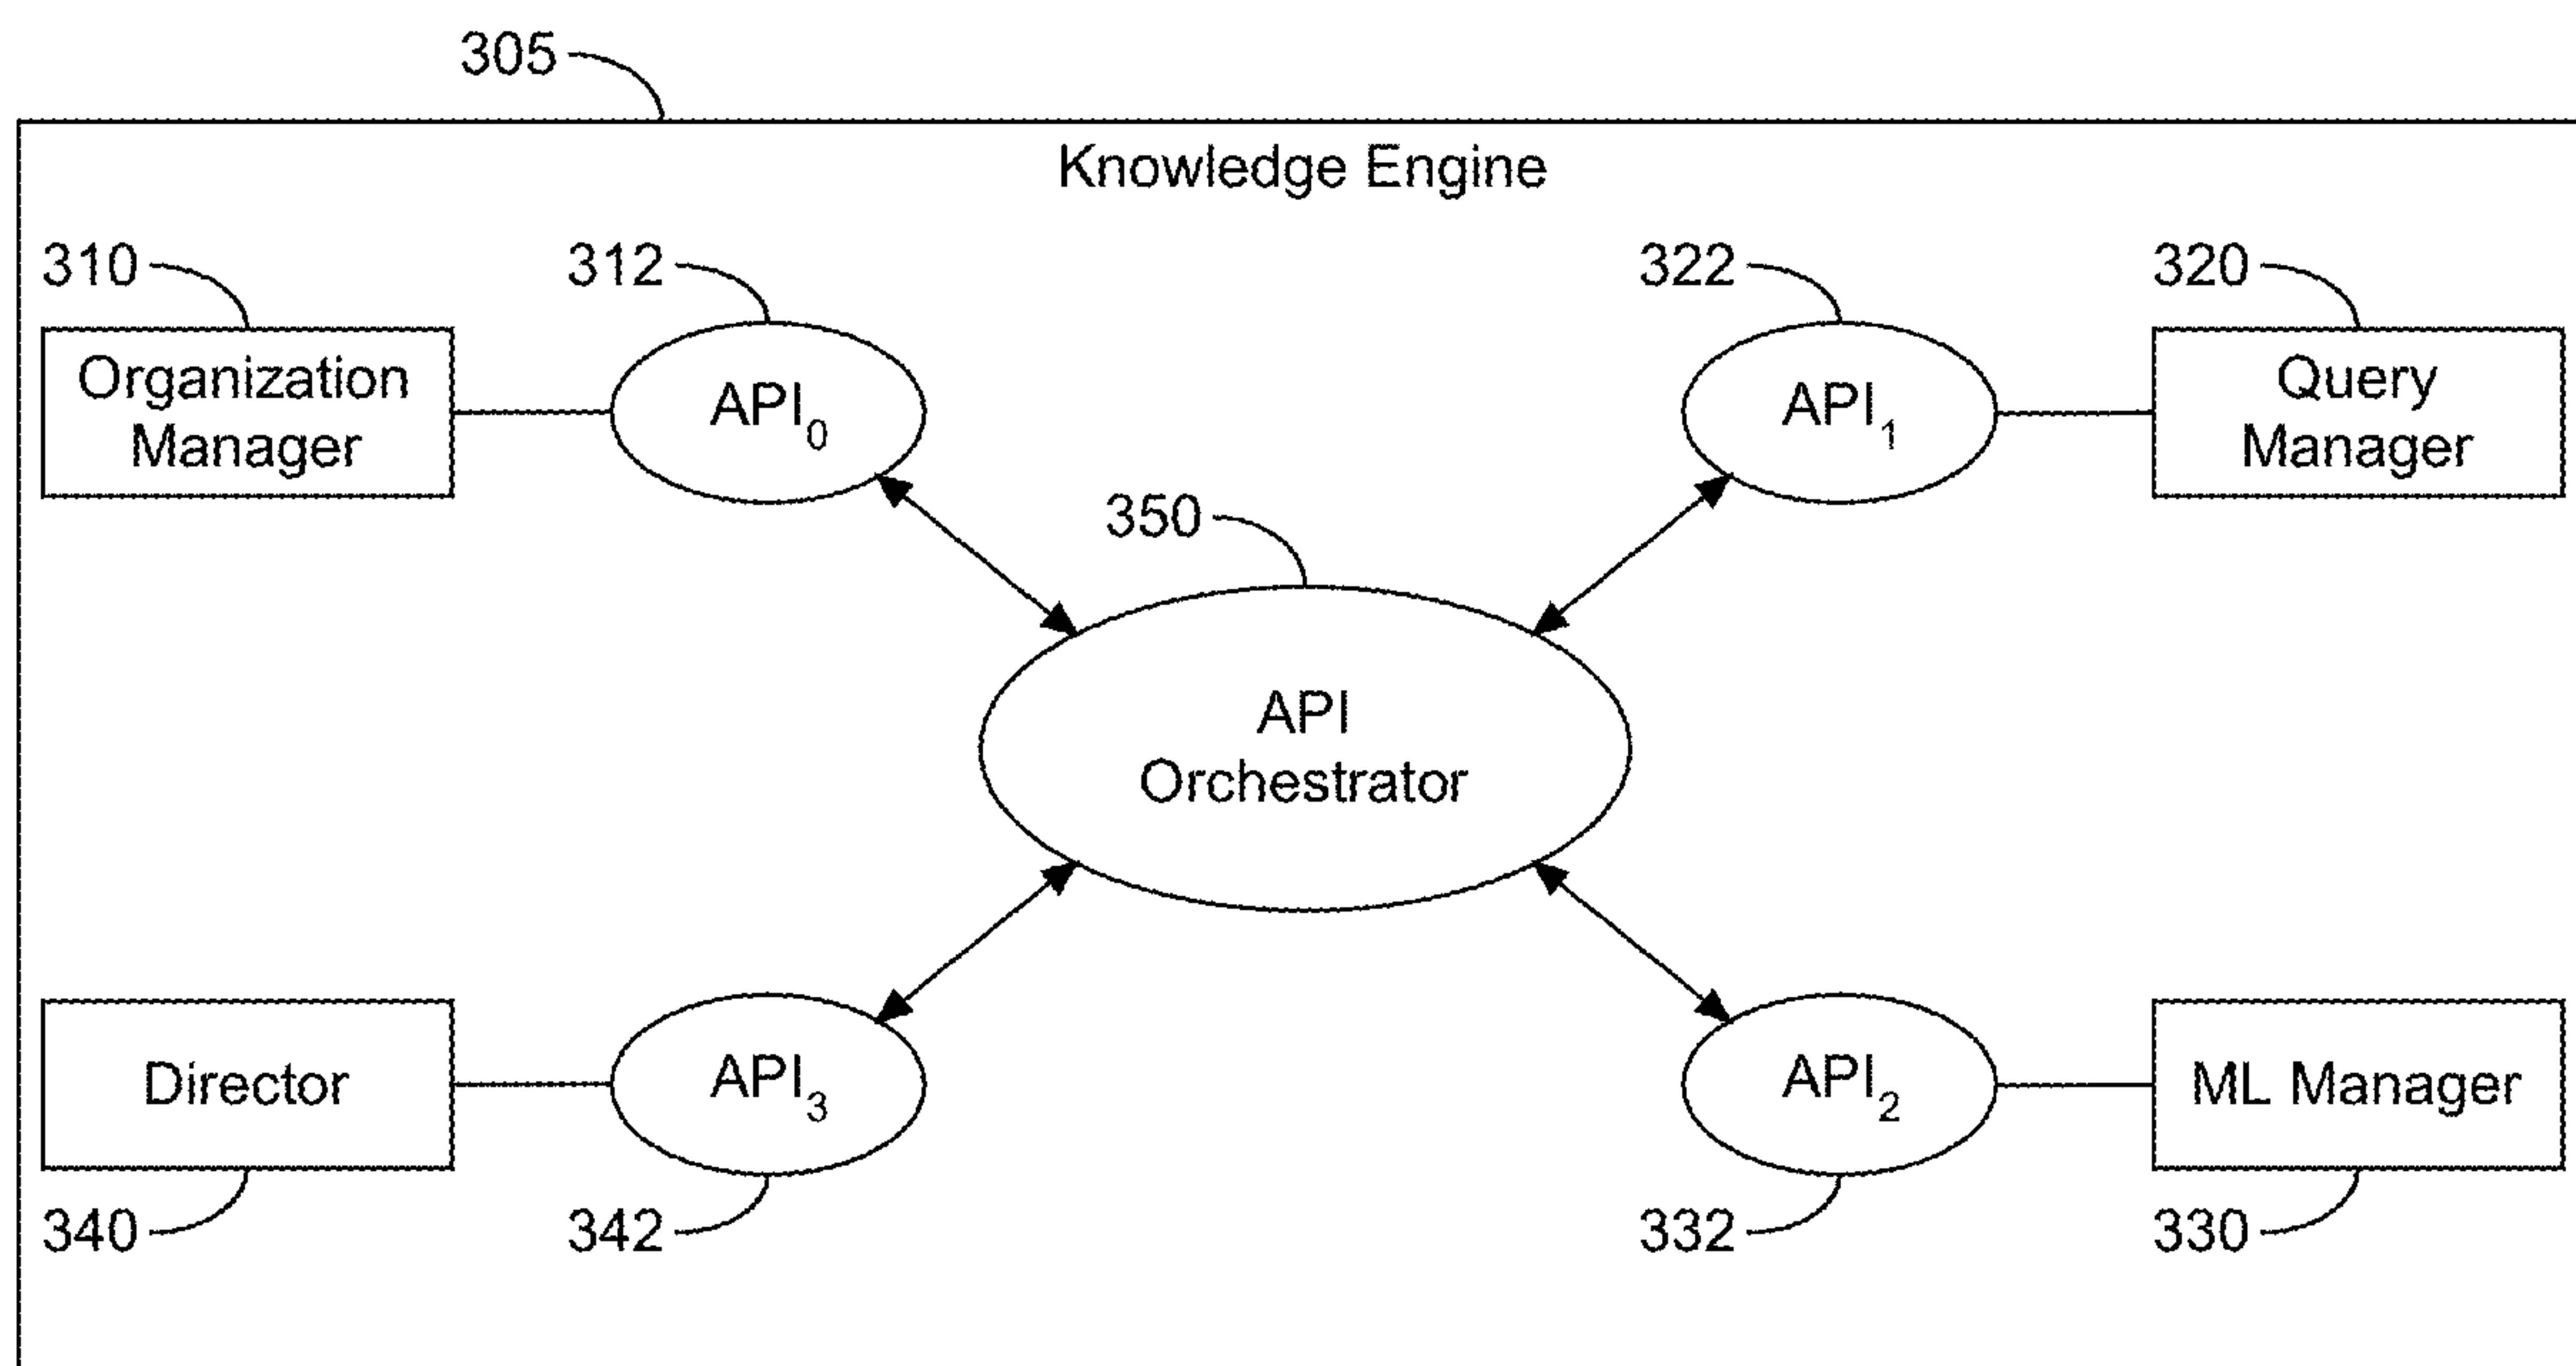 305
Knowledge Engine
310
312
322
320
Organization
Manager
API₀
API₁
Query
Manager
350
API
Orchestrator
Director
API₃
API₂
ML Manager
340
342
332
330